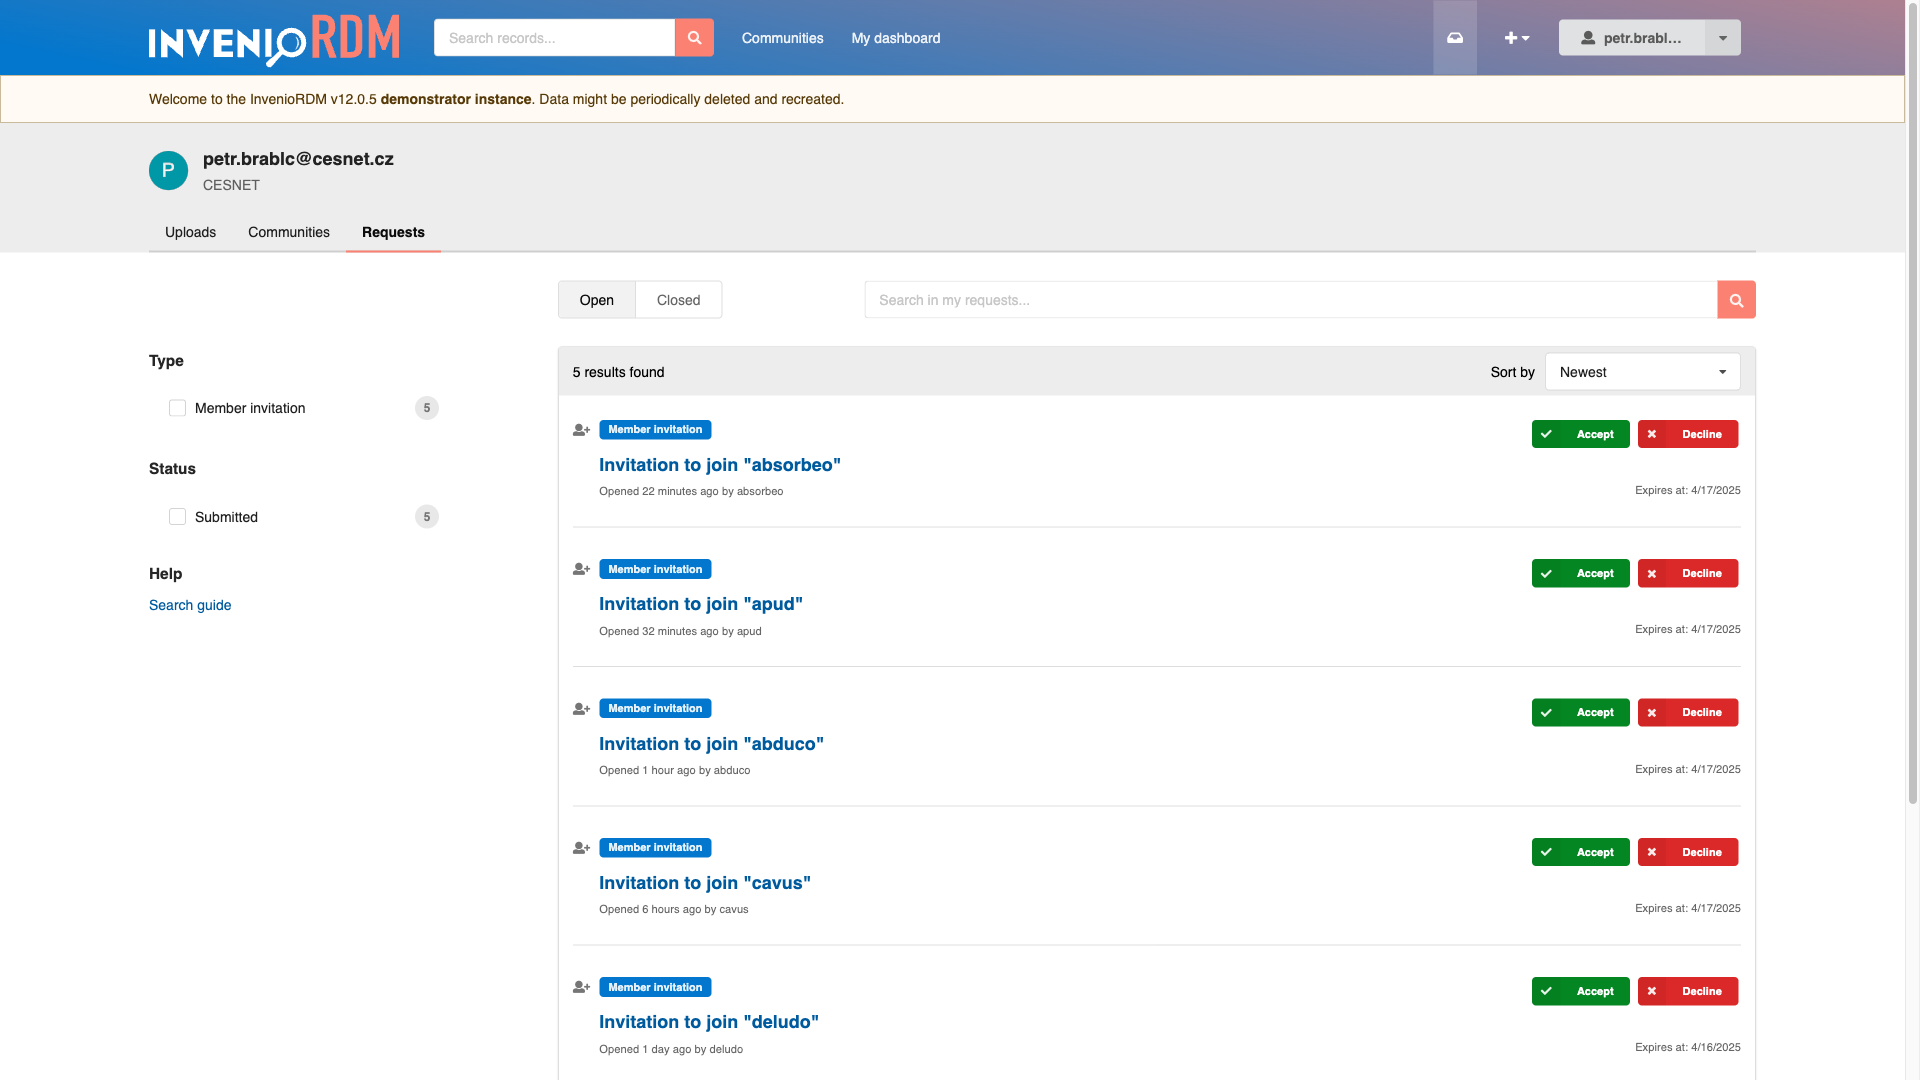 INVENIO RDM
Search records...
Communities
My dashboard
petr.brabl...
Welcome to the InvenioRDM v12.0.5 demonstrator instance. Data might be periodically deleted and recreated.
P
petr.brablc@cesnet.cz
CESNET
Uploads
Communities
Requests
Open
Closed
Search in my requests...
Type
Member invitation
5
Status
Submitted
5
Help
Search guide
5 results found
Sort by
Newest
Member invitation
Accept
Decline
Invitation to join "absorbeo"
Opened 22 minutes ago by absorbeo
Expires at: 4/17/2025
Member invitation
Accept
Decline
Invitation to join "apud"
Opened 32 minutes ago by apud
Expires at: 4/17/2025
Member invitation
Accept
Decline
Invitation to join "abduco"
Opened 1 hour ago by abduco
Expires at: 4/17/2025
Member invitation
Accept
Decline
Invitation to join "cavus"
Opened 6 hours ago by cavus
Expires at: 4/17/2025
Member invitation
Accept
Decline
Invitation to join "deludo"
Opened 1 day ago by deludo
Expires at: 4/16/2025